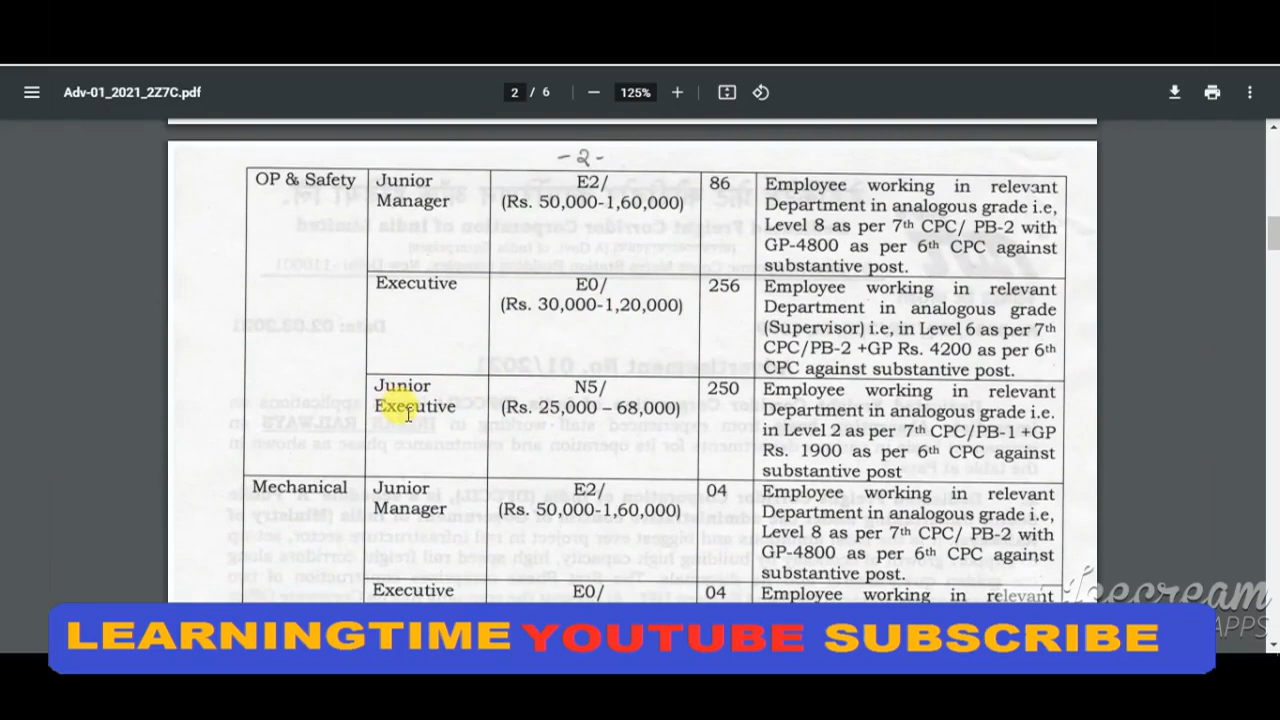 Adv-01_2021_2Z7C.pdf
2 / 6
125%
-2-
OP & Safety
Junior
Manager
E2/
(Rs. 50,000-1,60,000)
86
Employee working in relevant
Department in analogous grade i.e,
Level 8 as per 7th CPC/ PB-2 with
GP-4800 as per 6th CPC against
substantive post.
Executive
E0/
(Rs. 30,000-1,20,000)
256
Employee working in relevant
Department in analogous grade
(Supervisor) i.e, in Level 6 as per 7th
CPC/PB-2 +GP Rs. 4200 as per 6th
CPC against substantive post.
Junior
Executive
N5/
(Rs. 25,000 – 68,000)
250
Employee working in relevant
Department in analogous grade i.e.
in Level 2 as per 7th CPC/PB-1 +GP
Rs. 1900 as per 6th CPC against
substantive post
Mechanical
Junior
Manager
E2/
(Rs. 50,000-1,60,000)
04
Employee working in relevant
Department in analogous grade i.e,
Level 8 as per 7th CPC/ PB-2 with
GP-4800 as per 6th CPC against
substantive post.
Executive
E0/
04
Employee working in relevant
Icecream
APPS
LEARNINGTIME YOUTUBE SUBSCRIBE